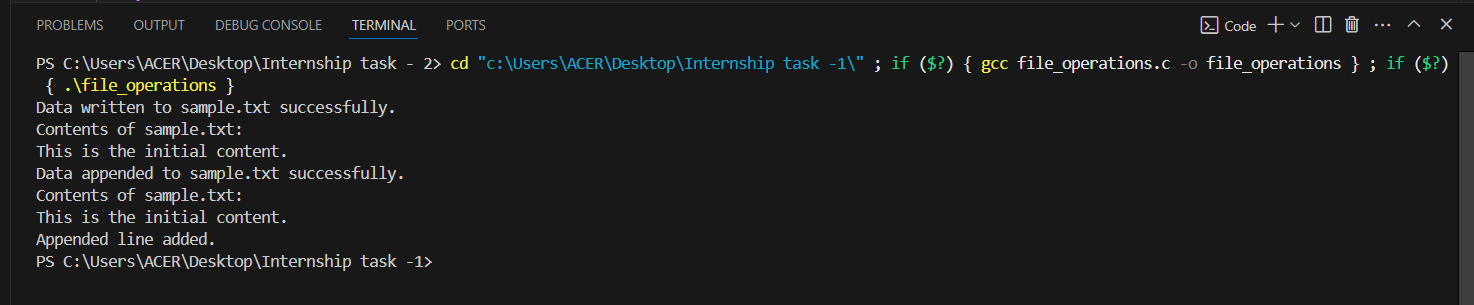 PROBLEMS OUTPUT DEBUG CONSOLE TERMINAL PORTS Code
PS C:\Users\ACER\Desktop\Internship task - 2> cd "c:\Users\ACER\Desktop\Internship task -1\" ; if ($?) { gcc file_operations.c -o file_operations } ; if ($?)
{ .\file_operations }
Data written to sample.txt successfully.
Contents of sample.txt:
This is the initial content.
Data appended to sample.txt successfully.
Contents of sample.txt:
This is the initial content.
Appended line added.
PS C:\Users\ACER\Desktop\Internship task -1>